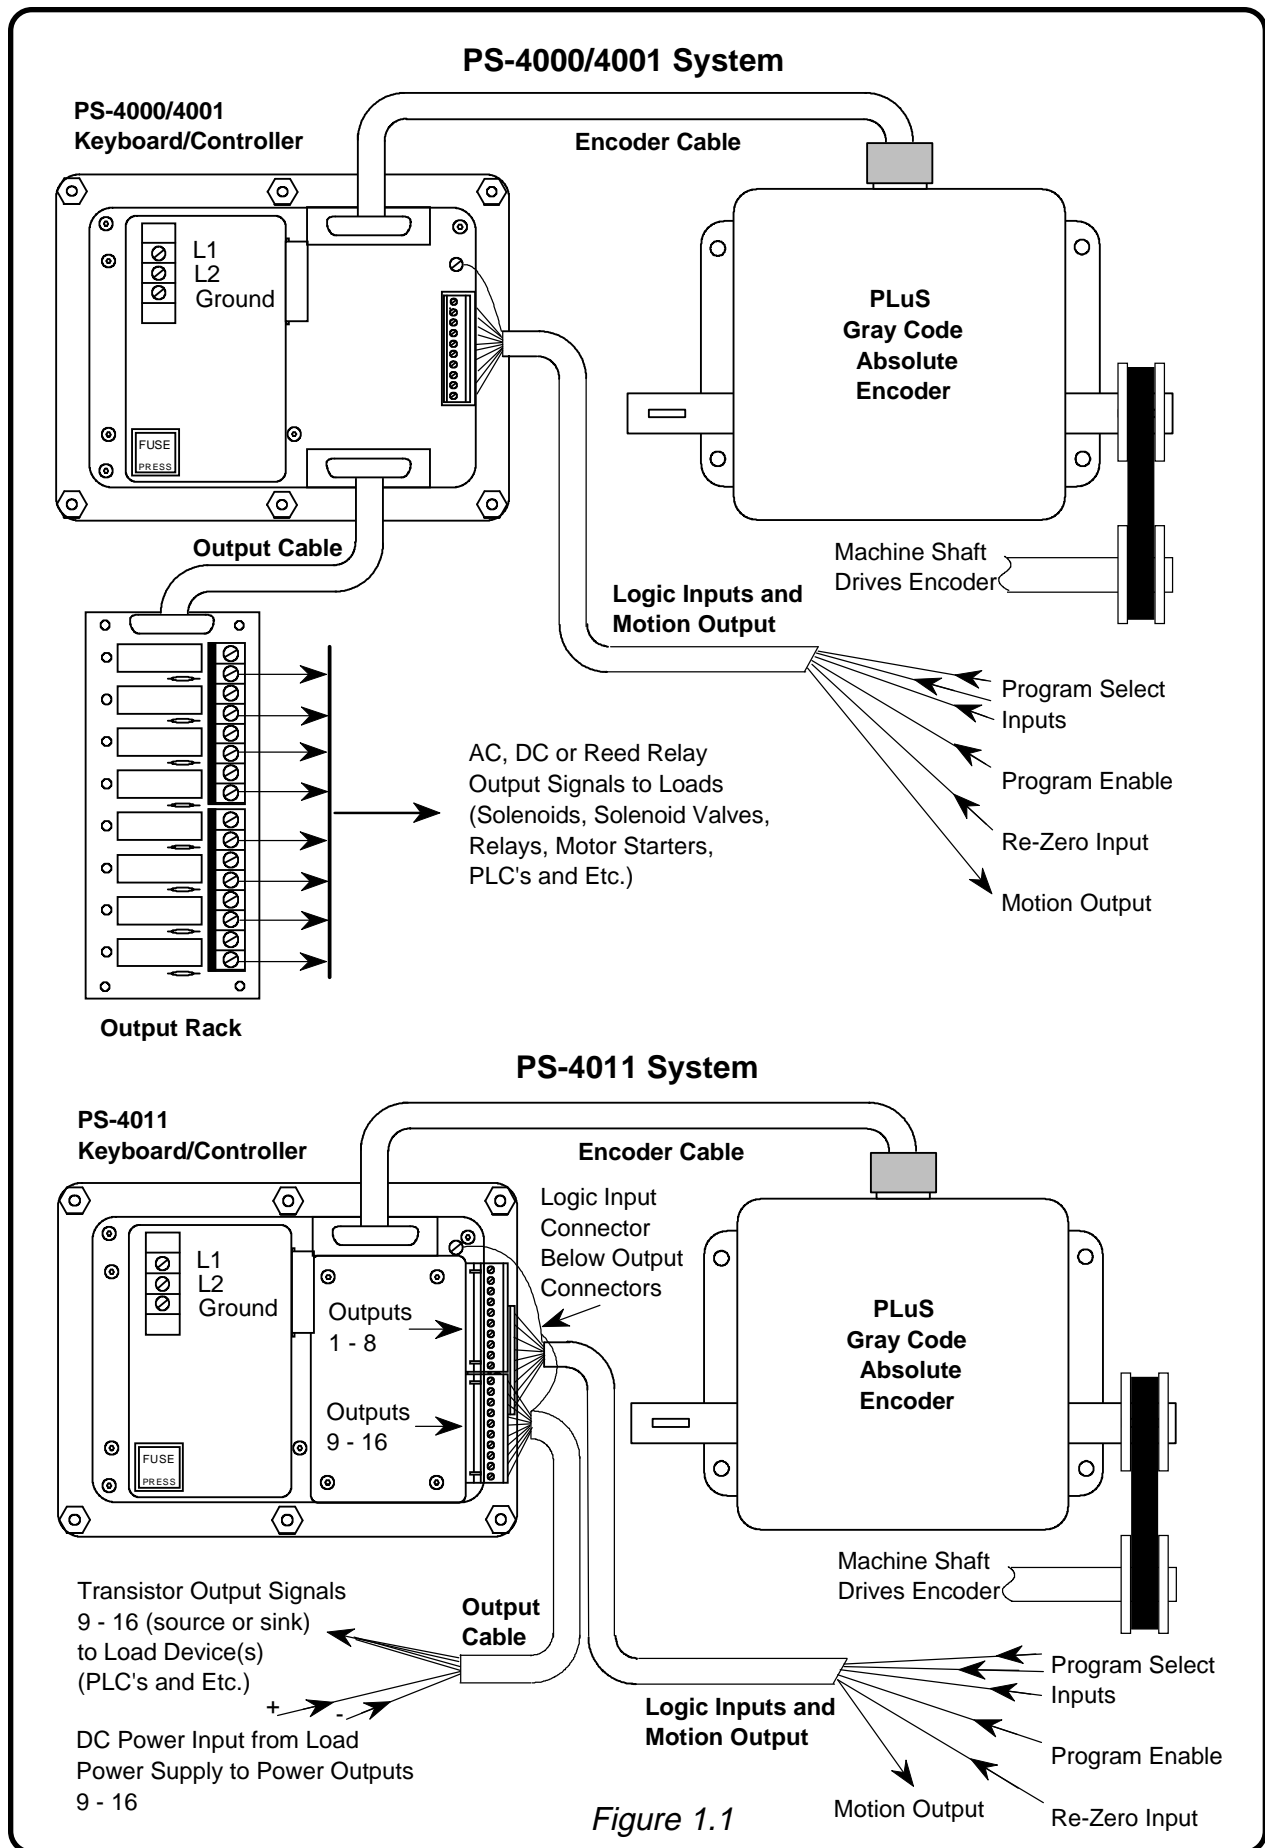 PS-4000/4001 System
PS-4000/4001
Keyboard/Controller
Encoder Cable
L1
L2
Ground
FUSE
PRESS
PLuS
Gray Code
Absolute
Encoder
Output Cable
Machine Shaft
Drives Encoder
Logic Inputs and
Motion Output
Program Select
Inputs
Program Enable
Re-Zero Input
Motion Output
AC, DC or Reed Relay
Output Signals to Loads
(Solenoids, Solenoid Valves,
Relays, Motor Starters,
PLC's and Etc.)
Output Rack
PS-4011 System
PS-4011
Keyboard/Controller
Encoder Cable
Logic Input
Connector
Below Output
Connectors
L1
L2
Ground
Outputs
1 - 8
Outputs
9 - 16
FUSE
PRESS
PLuS
Gray Code
Absolute
Encoder
Machine Shaft
Drives Encoder
Transistor Output Signals
9 - 16 (source or sink)
to Load Device(s)
(PLC's and Etc.)
Output
Cable
+
-
DC Power Input from Load
Power Supply to Power Outputs
9 - 16
Logic Inputs and
Motion Output
Program Select
Inputs
Program Enable
Re-Zero Input
Motion Output
Figure 1.1